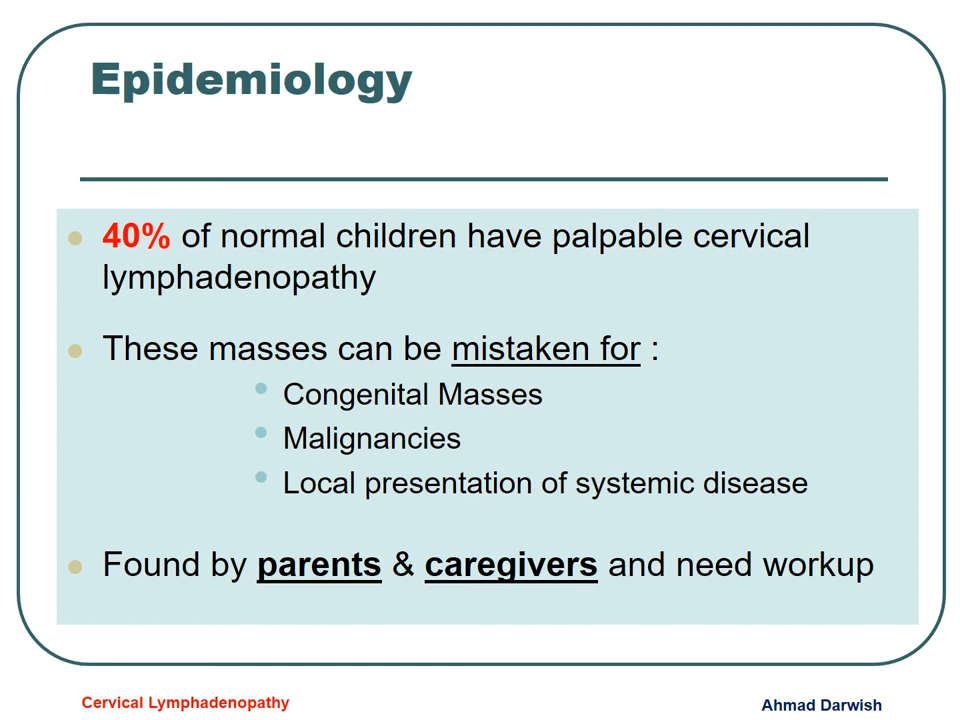 Epidemiology
40% of normal children have palpable cervical
lymphadenopathy
These masses can be mistaken for :
Congenital Masses
Malignancies
Local presentation of systemic disease
Found by parents & caregivers and need workup
Cervical Lymphadenopathy
Ahmad Darwish